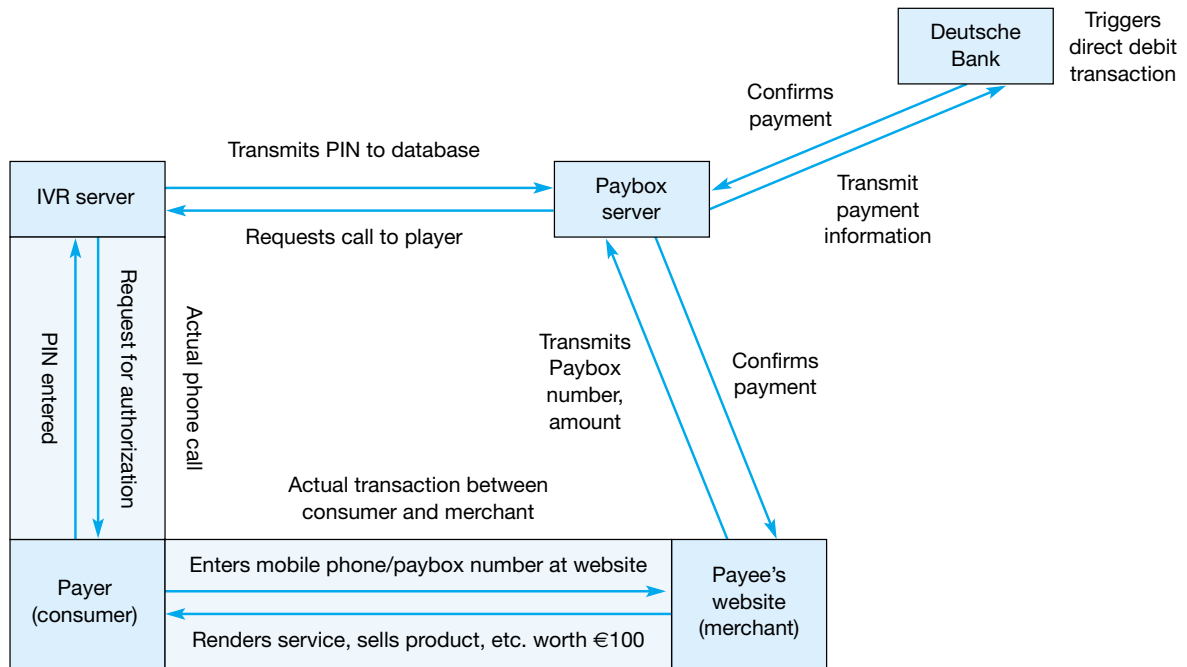 Deutsche
Bank
Triggers
direct debit
transaction
Confirms
payment
Transmits PIN to database
IVR server
Paybox
server
Transmit
payment
information
Requests call to player
PIN entered
Request for authorization
Actual phone call
Transmits
Paybox
number,
amount
Confirms
payment
Actual transaction between
consumer and merchant
Payer
(consumer)
Enters mobile phone/paybox number at website
Renders service, sells product, etc. worth €100
Payee’s
website
(merchant)